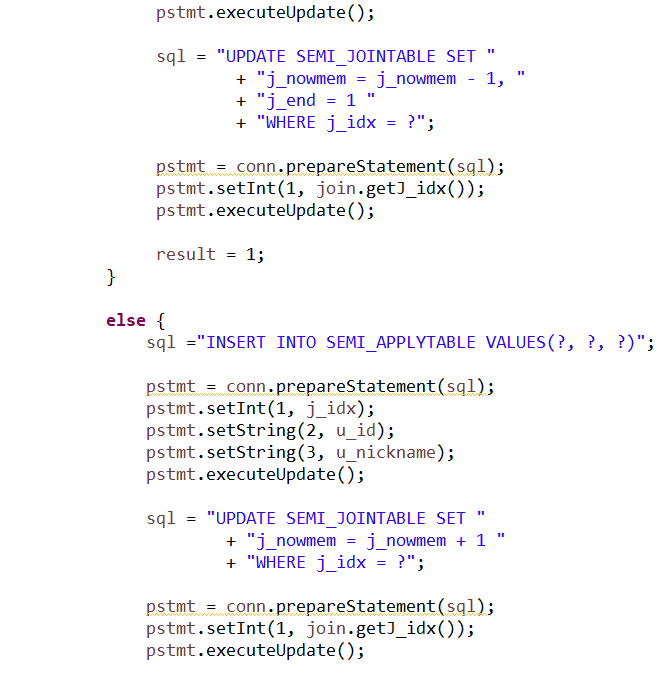 pstmt.executeUpdate();
sql = "UPDATE SEMI_JOINTABLE SET "
+ "j_nowmem = j_nowmem - 1, "
+ "j_end = 1 "
+ "WHERE j_idx = ?";
pstmt = conn.prepareStatement(sql);
pstmt.setInt(1, join.getJ_idx());
pstmt.executeUpdate();
result = 1;
}
else {
sql ="INSERT INTO SEMI_APPLYTABLE VALUES(?, ?, ?)";
pstmt = conn.prepareStatement(sql);
pstmt.setInt(1, j_idx);
pstmt.setString(2, u_id);
pstmt.setString(3, u_nickname);
pstmt.executeUpdate();
sql = "UPDATE SEMI_JOINTABLE SET "
+ "j_nowmem = j_nowmem + 1 "
+ "WHERE j_idx = ?";
pstmt = conn.prepareStatement(sql);
pstmt.setInt(1, join.getJ_idx());
pstmt.executeUpdate();